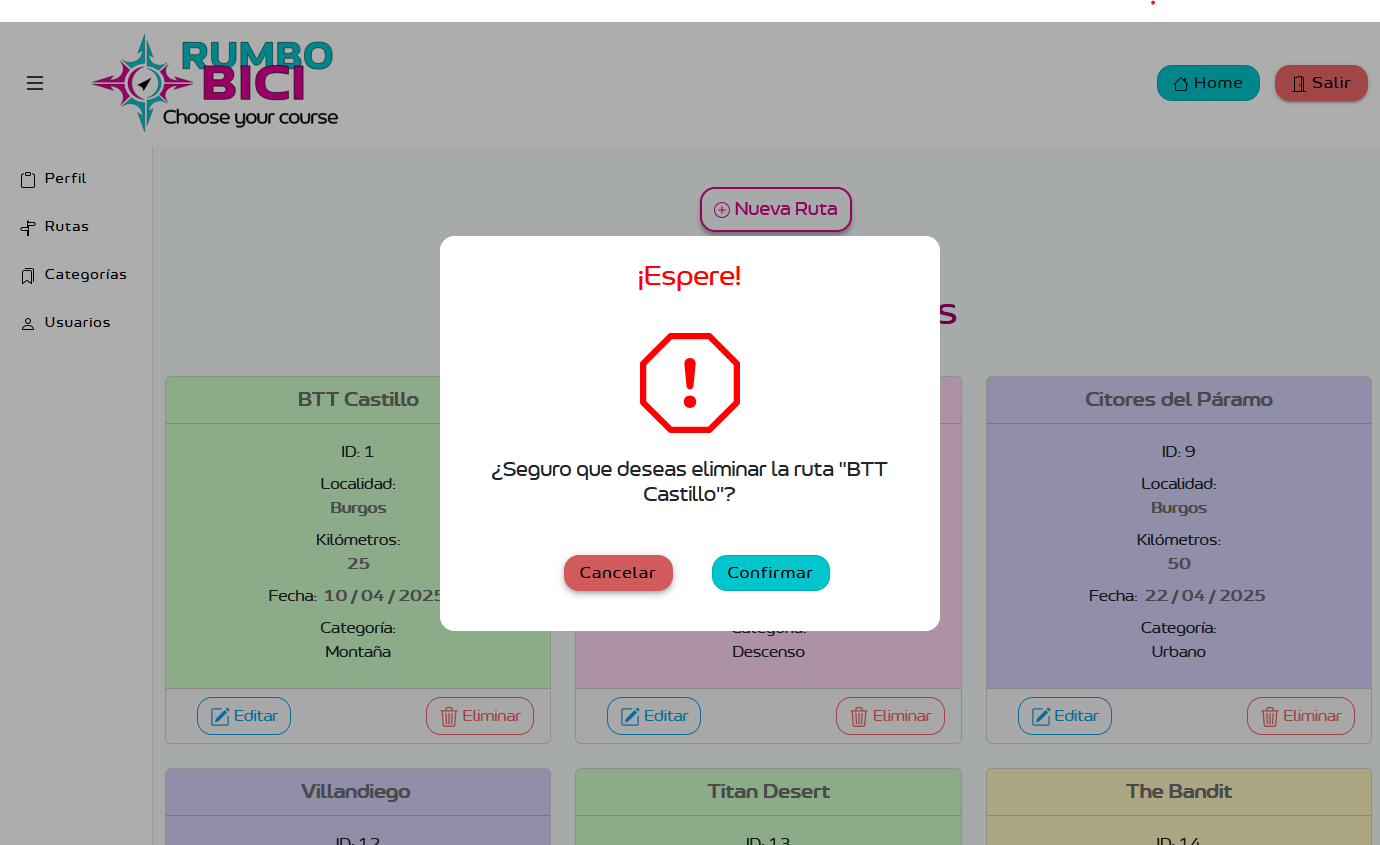 RUMBO
BICI
Choose your course
Home
Salir
Perfil
Rutas
Categorías
Usuarios
Nueva Ruta
¡Espere!
¿Seguro que deseas eliminar la ruta "BTT
Castillo"?
Cancelar
Confirmar
BTT Castillo
ID: 1
Localidad:
Burgos
Kilómetros:
25
Fecha: 10 / 04 / 2025
Categoría:
Montaña
Editar
Eliminar
Categoría:
Descenso
Editar
Eliminar
Citores del Páramo
ID: 9
Localidad:
Burgos
Kilómetros:
50
Fecha: 22 / 04 / 2025
Categoría:
Urbano
Editar
Eliminar
Villandiego
ID: 12
Titan Desert
ID: 13
The Bandit
ID: 14